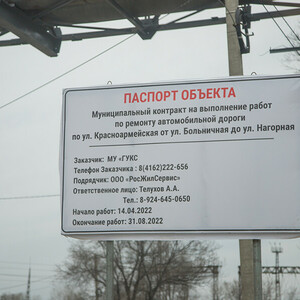 ПАСПОРТ ОБЪЕКТА
Муниципальный контракт на выполнение работ
по ремонту автомобильной дороги
по ул. Красноармейская от ул. Больничная до ул. Нагорная
Заказчик: МУ «ГУКС
Телефон Заказчика : 8(4162)222-656
Подрядчик: ООО «РосЖилСервис»
Ответственное лицо: Телухов А.А.
Тел.: 8-924-645-0650
Начало работ: 14.04.2022
Окончание работ: 31.08.2022